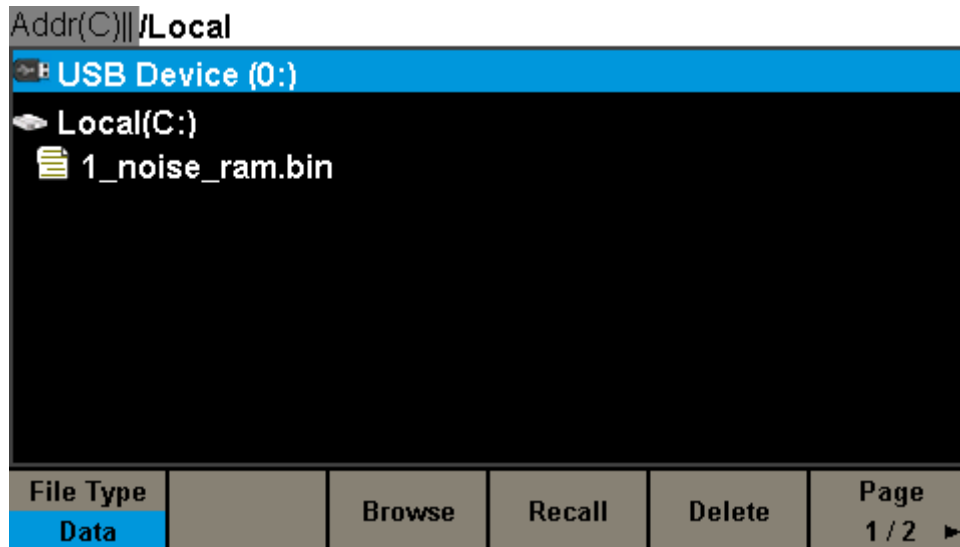 Addr(C)|| /Local
USB Device (0:)
Local(C:)
1_noise_ram.bin
File Type
Data
Browse
Recall
Delete
Page
1 / 2 ►